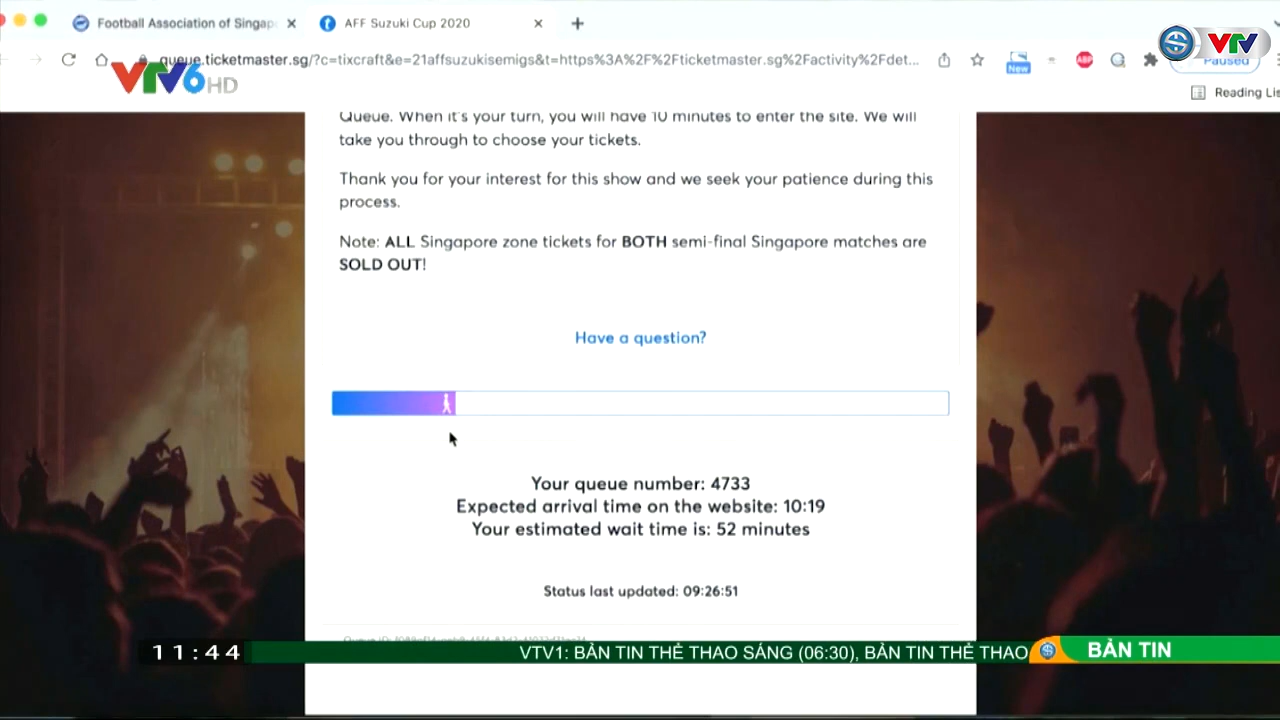 Football Association of Singap
AFF Suzuki Cup 2020
queue.ticketmaster.sg/?c=tixcraft&e=21affsuzukisemigs&t=https%3A%2F%2Fticketmaster.sg%2Factivity%2Fdet...
New
ABP
Paused
S VTV
VTV6HD
Reading Lis
Queue. When it's your turn, you will have 10 minutes to enter the site. We will
take you through to choose your tickets.
Thank you for your interest for this show and we seek your patience during this
process.
Note: ALL Singapore zone tickets for BOTH semi-final Singapore matches are
SOLD OUT!
Have a question?
Your queue number: 4733
Expected arrival time on the website: 10:19
Your estimated wait time is: 52 minutes
Status last updated: 09:26:51
11:44
VTV1: BẢN TIN THỂ THAO SÁNG (06:30), BẢN TIN THỂ THAO
S BẢN TIN